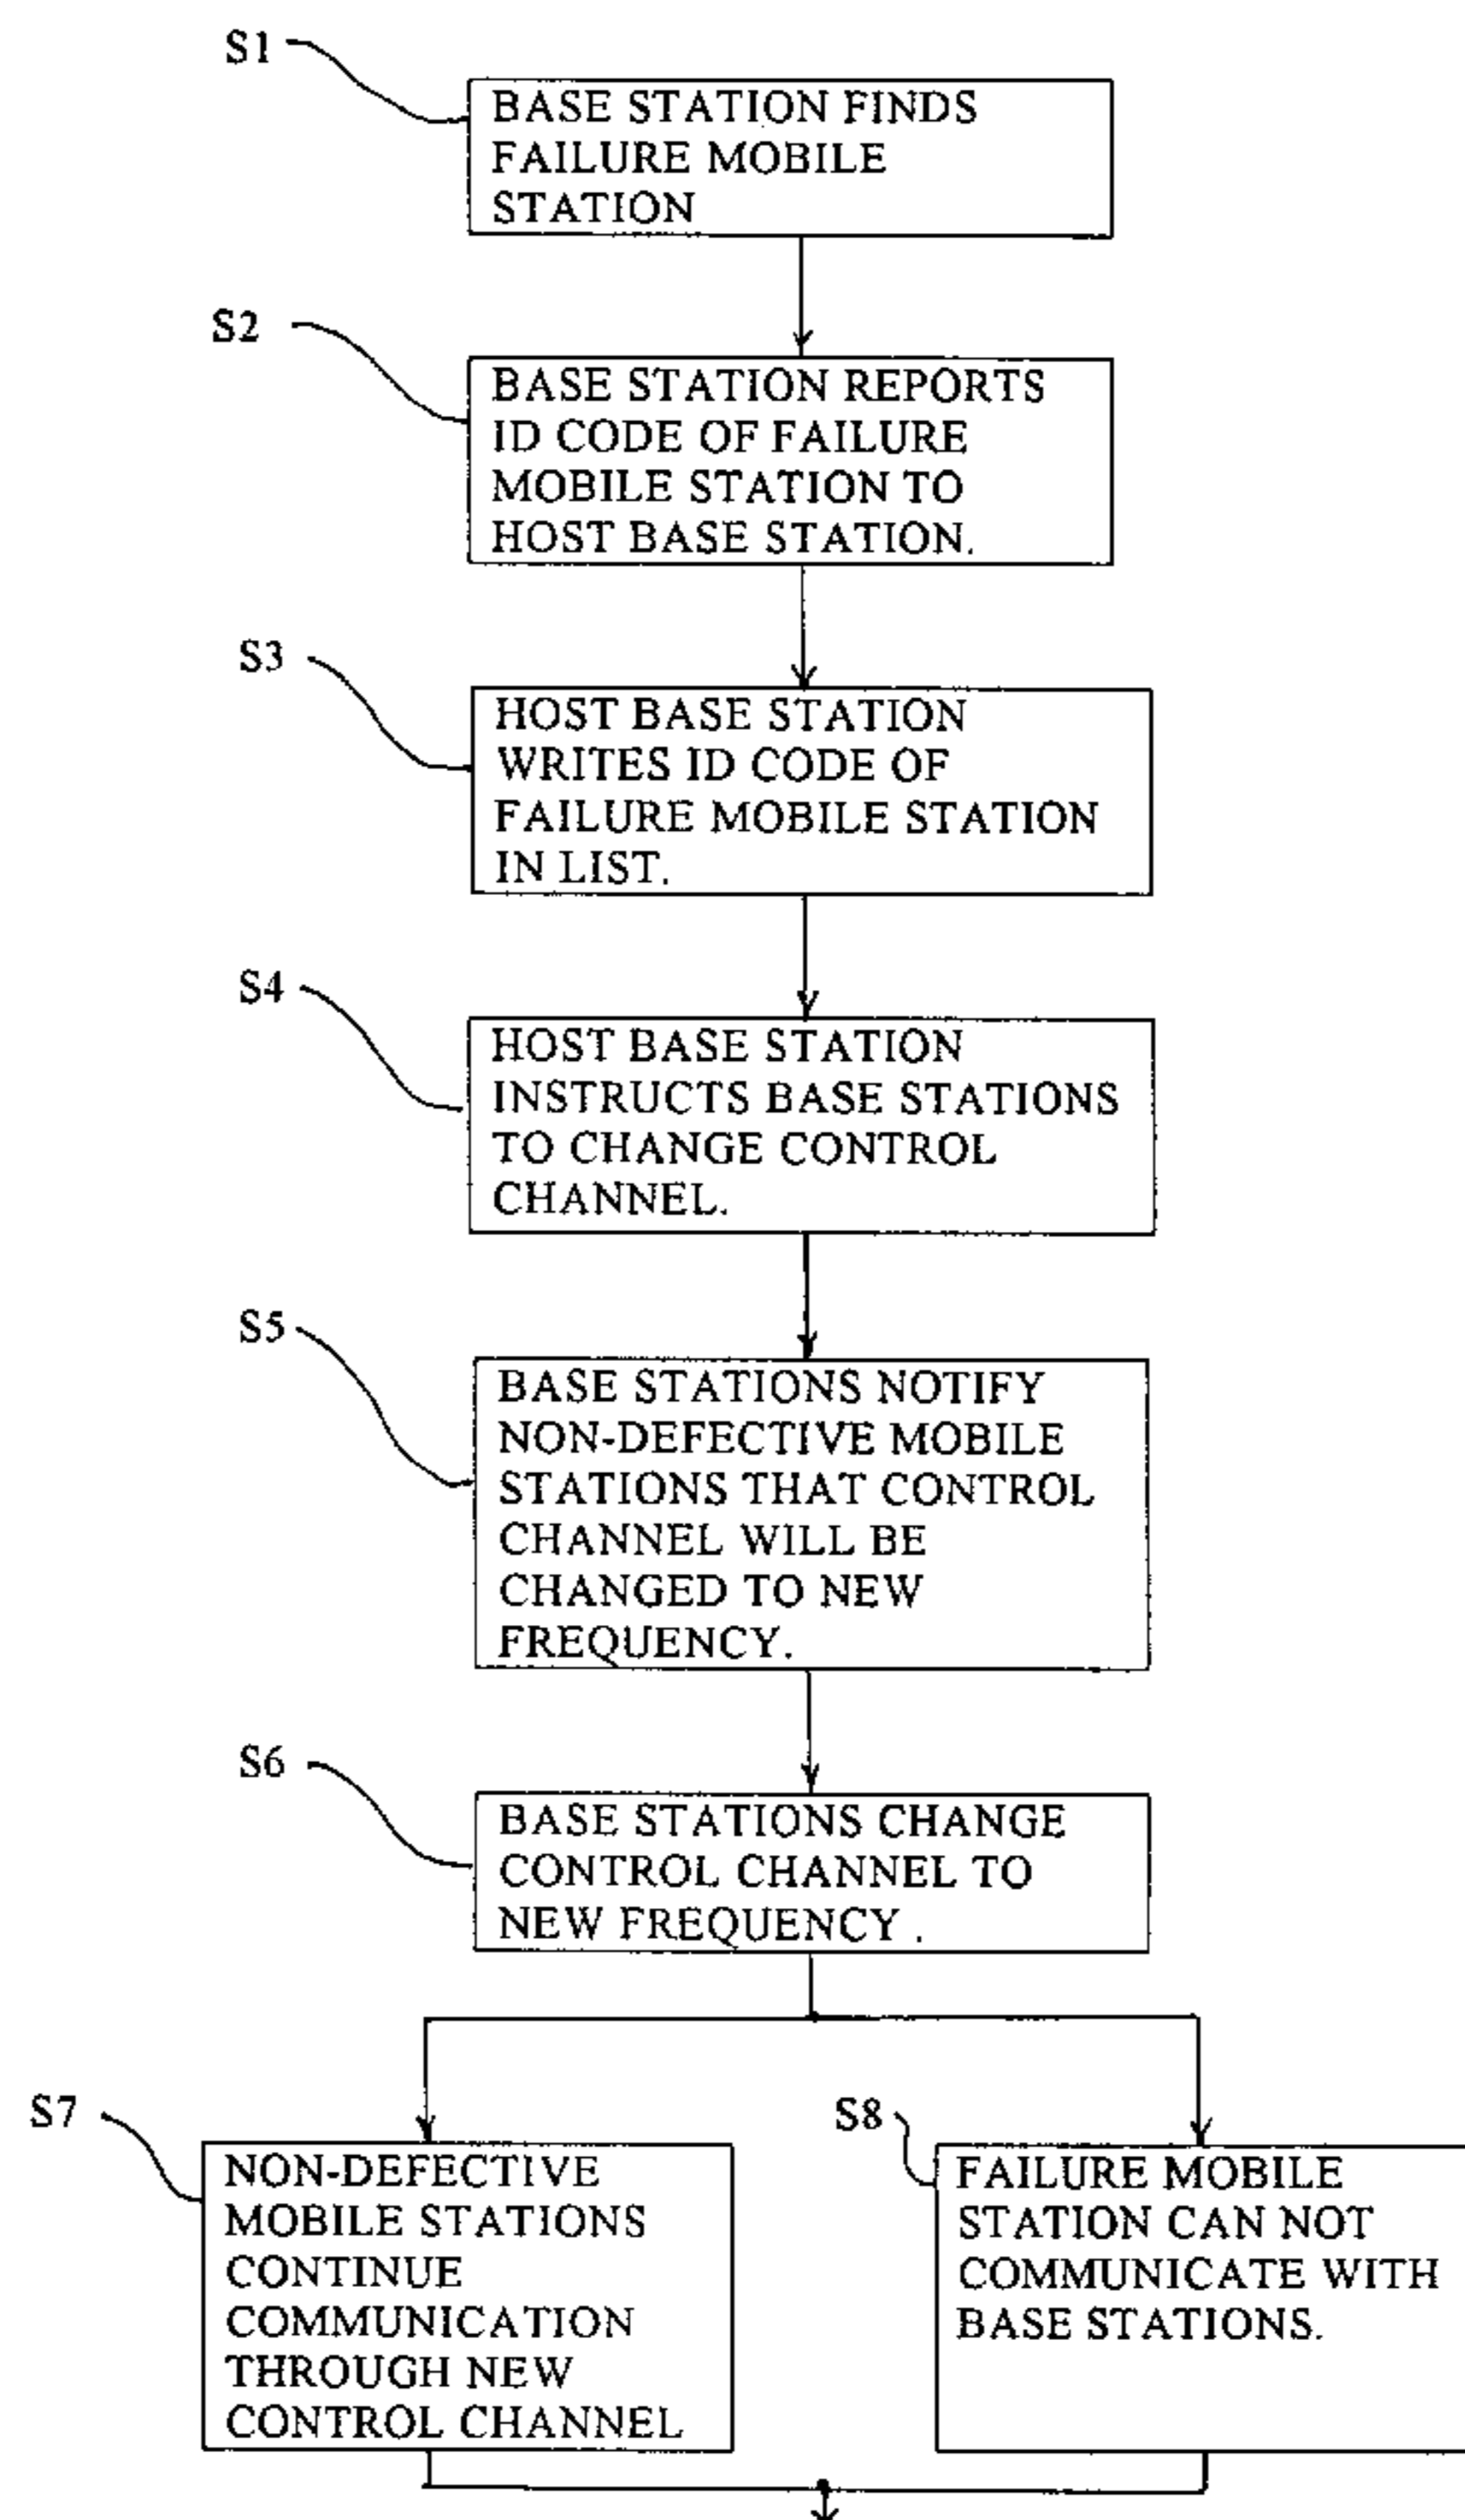 S1
BASE STATION FINDS
FAILURE MOBILE
STATION
S2
BASE STATION REPORTS
ID CODE OF FAILURE
MOBILE STATION TO
HOST BASE STATION.
S3
HOST BASE STATION
WRITES ID CODE OF
FAILURE MOBILE STATION
IN LIST.
S4
HOST BASE STATION
INSTRUCTS BASE STATIONS
TO CHANGE CONTROL
CHANNEL.
S5
BASE STATIONS NOTIFY
NON-DEFECTIVE MOBILE
STATIONS THAT CONTROL
CHANNEL WILL BE
CHANGED TO NEW
FREQUENCY.
S6
BASE STATIONS CHANGE
CONTROL CHANNEL TO
NEW FREQUENCY .
S7
NON-DEFECTIVE
MOBILE STATIONS
CONTINUE
COMMUNICATION
THROUGH NEW
CONTROL CHANNEL
S8
FAILURE MOBILE
STATION CAN NOT
COMMUNICATE WITH
BASE STATIONS.